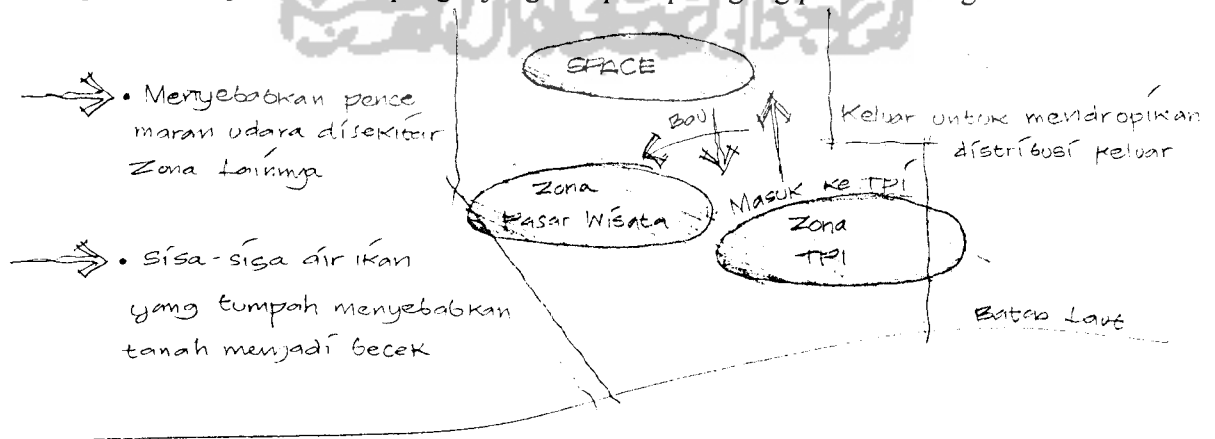 • Menyebabkan pence
maran udara disekitar
Zona Lainnya
• Sisa-sisa air ikan
yang tumpah menyebabkan
tanah menjadi becek
SPACE
BaU
Keluar untuk mendropikan
distribusi keluar
Zona
Pasar Wisata
Masuk ke TPI
Zona
TPI
Batas Laut